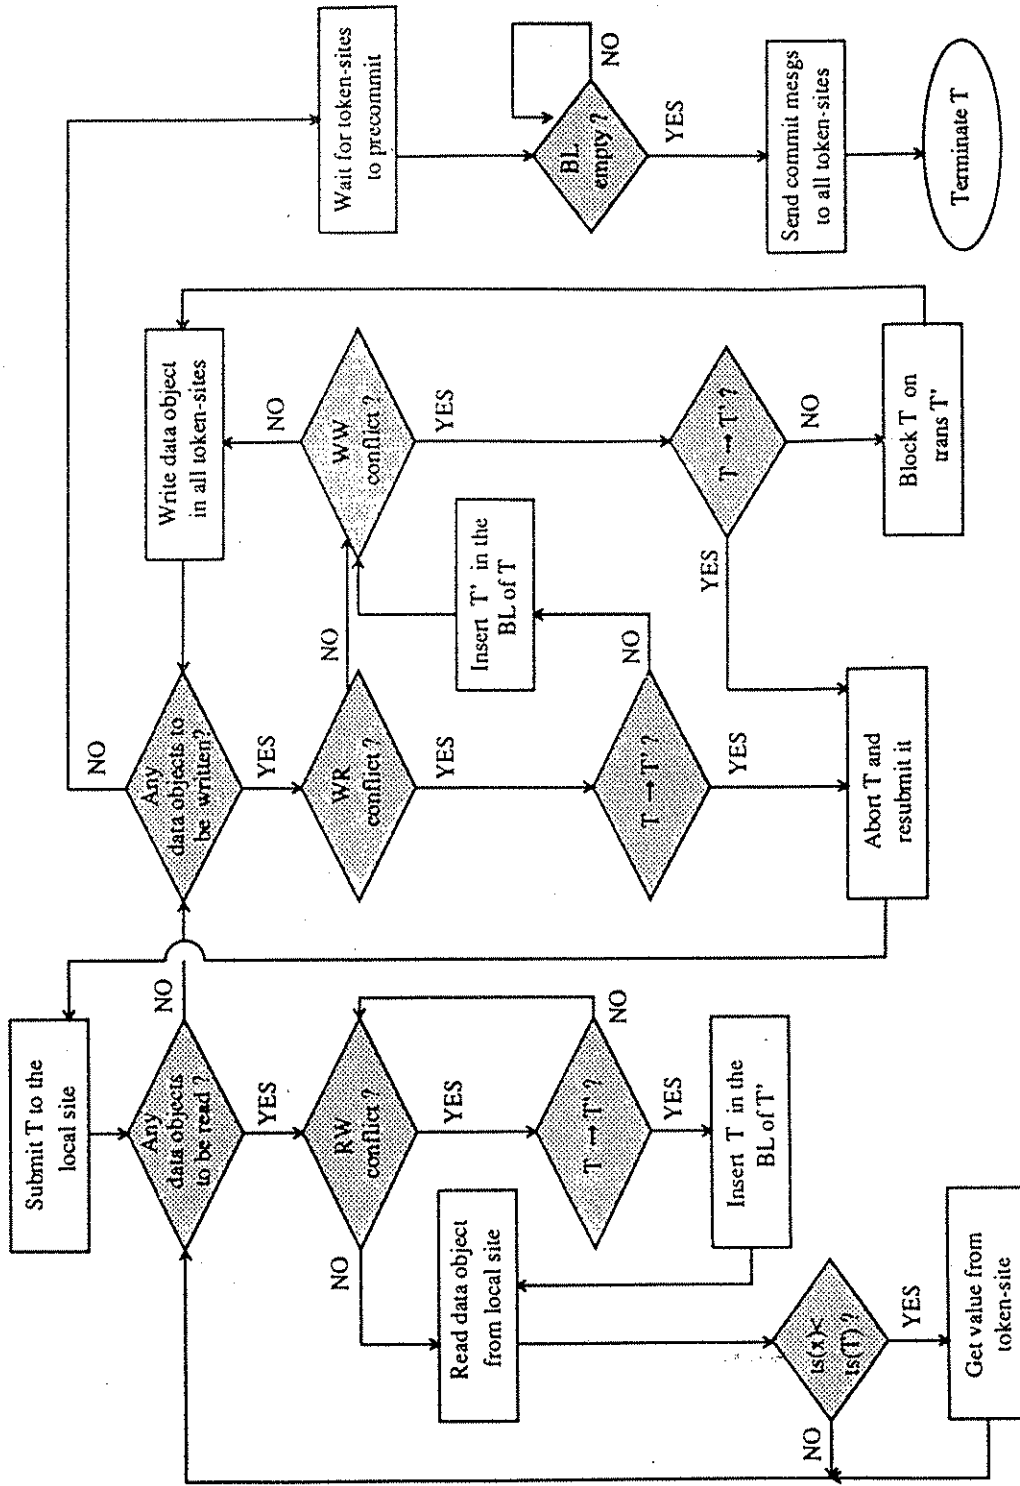 Submit T to the
local site
Any
data objects
to be read ?
NO
YES
RW
conflict ?
NO
YES
Read data object
from local site
T → T' ?
NO
YES
Insert T in the
BL of T'
ts(x)<
ts(T) ?
NO
YES
Get value from
token-site
Any
data objects to
be written?
NO
YES
WR
conflict ?
NO
YES
T → T' ?
NO
YES
Insert T' in the
BL of T
Abort T and
resubmit it
Write data object
in all token-sites
NO
WW
conflict ?
YES
T → T' ?
YES
NO
Block T on
trans T'
Wait for token-sites
to precommit
BL
empty ?
NO
YES
Send commit mesgs
to all token-sites
Terminate T